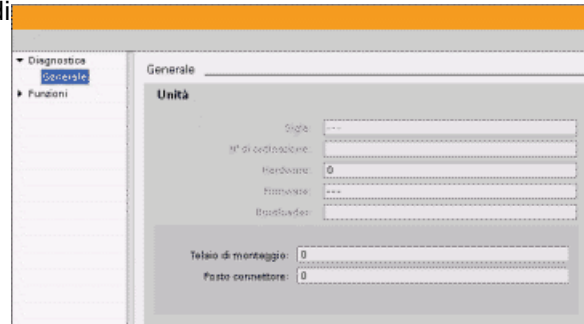 di
Diagnostica
Generale
Funzioni
Generale
Unità
Sigla: ---
N° di ordinazione:
Hardware: 0
Firmware: ---
Bootloader:
Telaio di montaggio: 0
Posto connettore: 0